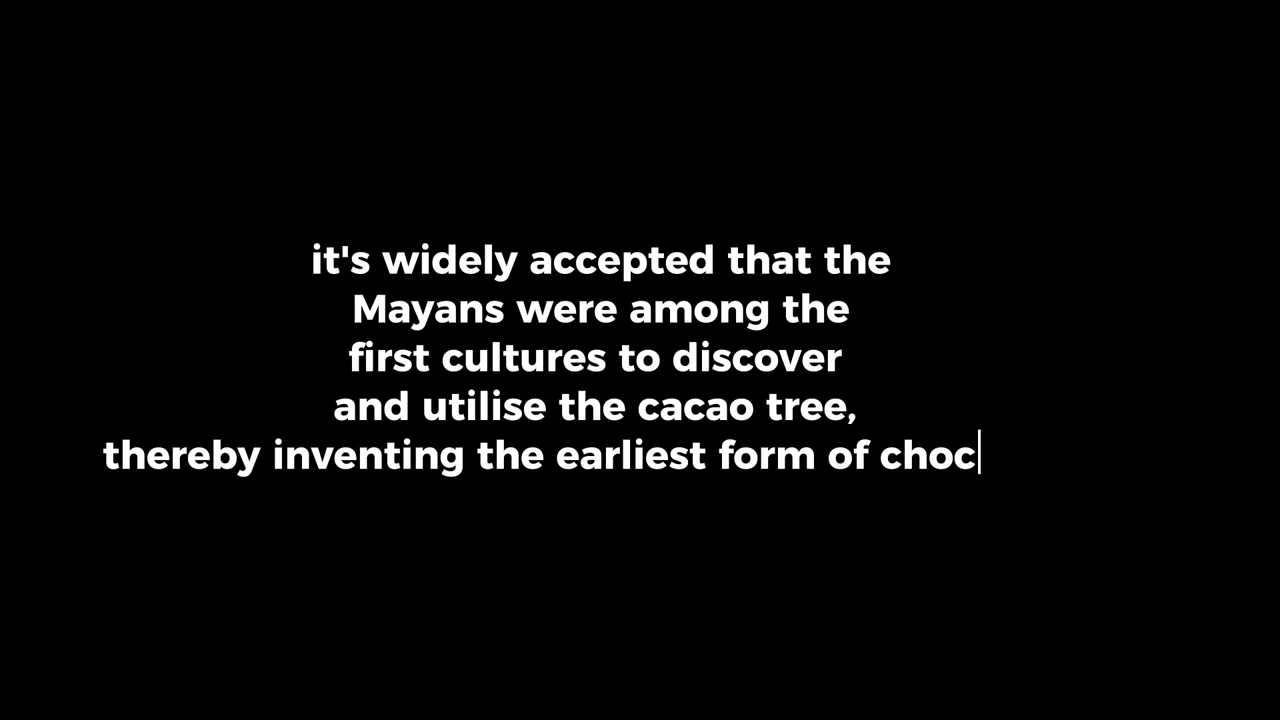 it's widely accepted that the
Mayans were among the
first cultures to discover
and utilise the cacao tree,
thereby inventing the earliest form of choc